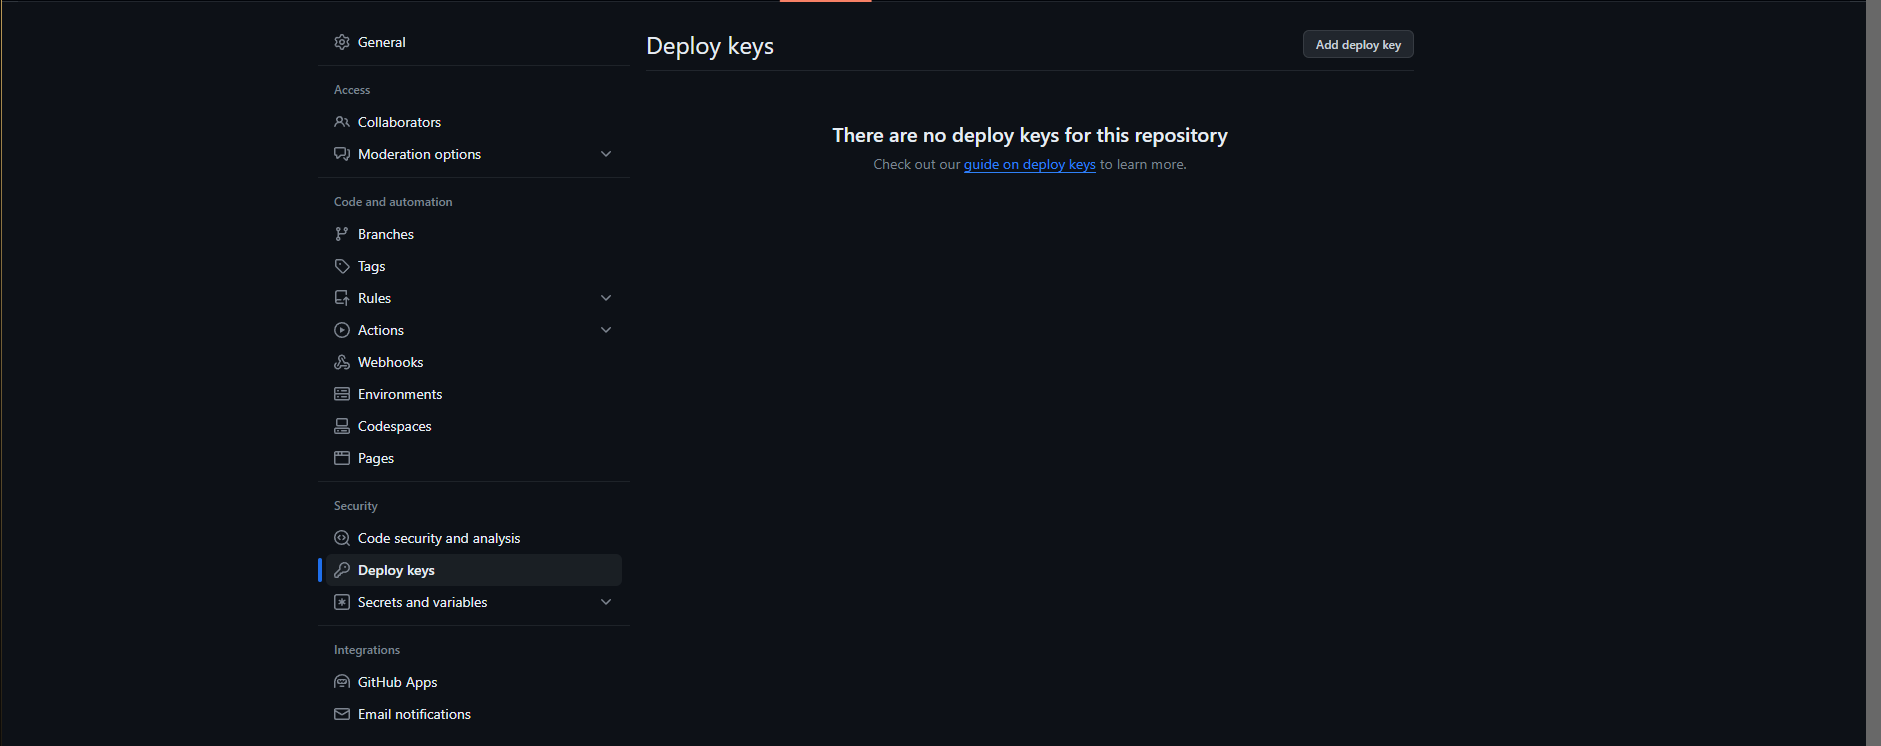 General
Access
Collaborators
Moderation options
Code and automation
Branches
Tags
Rules
Actions
Webhooks
Environments
Codespaces
Pages
Security
Code security and analysis
Deploy keys
Secrets and variables
Integrations
GitHub Apps
Email notifications
Deploy keys
Add deploy key
There are no deploy keys for this repository
Check out our guide on deploy keys to learn more.